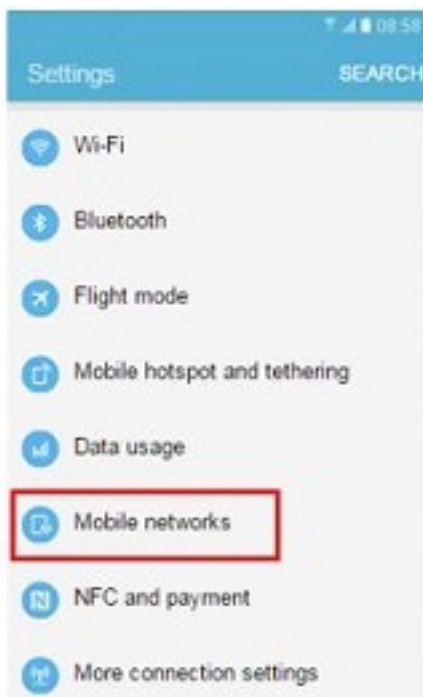 08:58
Settings SEARCH
Wi-Fi
Bluetooth
Flight mode
Mobile hotspot and tethering
Data usage
Mobile networks
NFC and payment
More connection settings